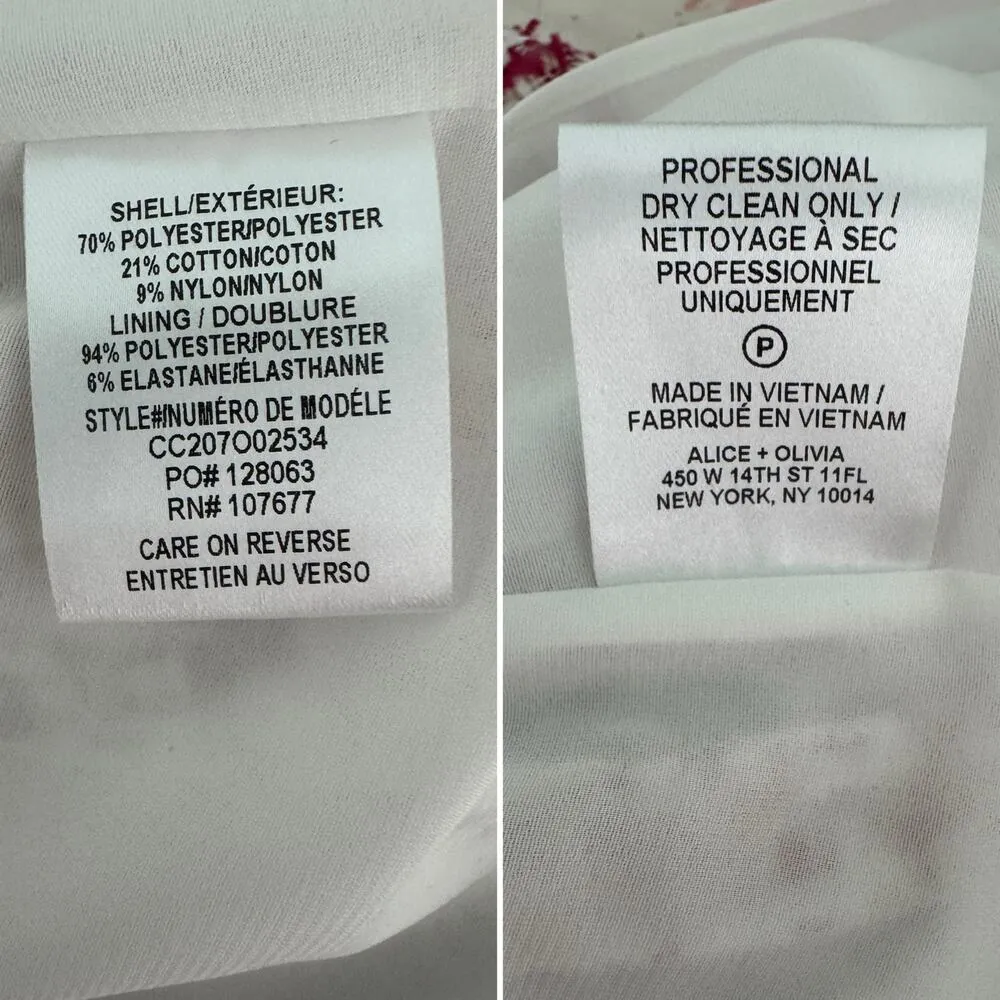 SHELL/EXTÉRIEUR:
70% POLYESTER/POLYESTER
21% COTTON/COTON
9% NYLON/NYLON
LINING / DOUBLURE
94% POLYESTER/POLYESTER
6% ELASTANE/ÉLASTHANNE
STYLE#/NUMÉRO DE MODÉLE
CC207O02534
PO# 128063
RN# 107677
CARE ON REVERSE
ENTRETIEN AU VERSO
PROFESSIONAL
DRY CLEAN ONLY /
NETTOYAGE À SEC
PROFESSIONNEL
UNIQUEMENT
P
MADE IN VIETNAM /
FABRIQUÉ EN VIETNAM
ALICE + OLIVIA
450 W 14TH ST 11FL
NEW YORK, NY 10014